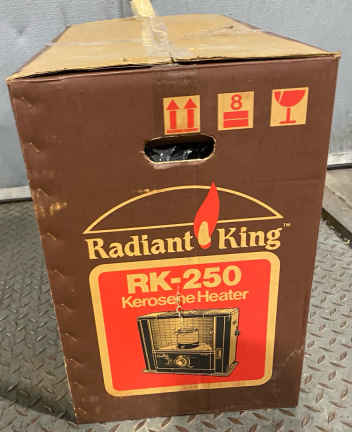 8
Radiant King™
RK-250
Kerosene Heater